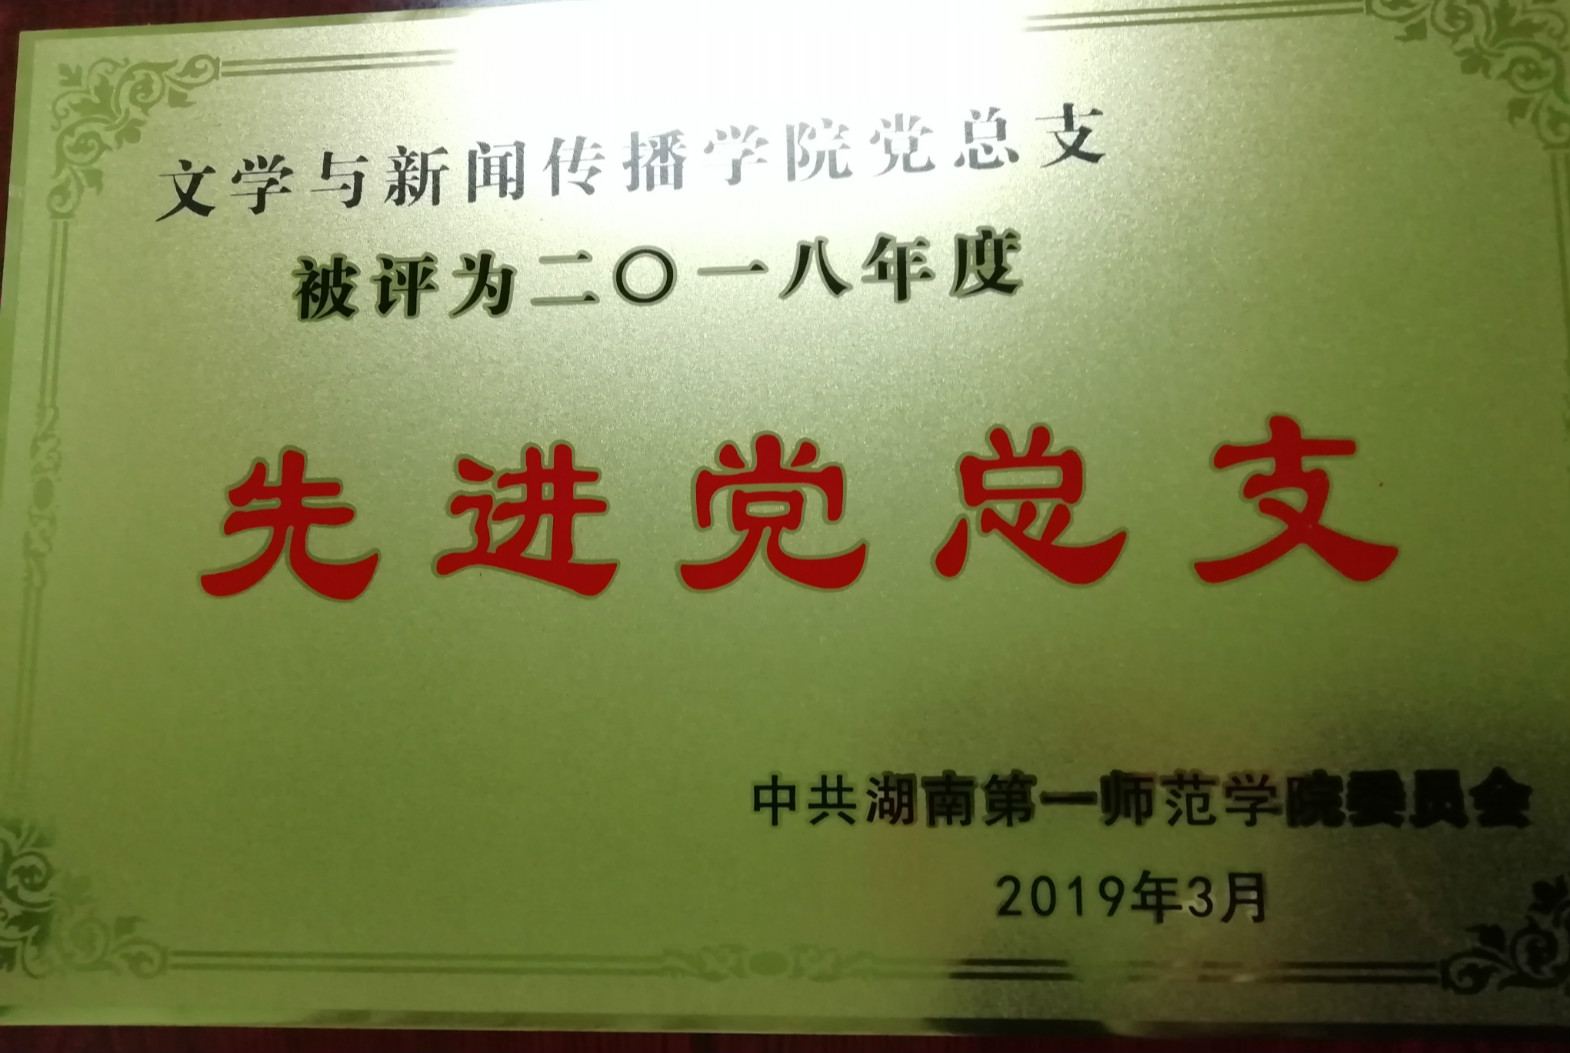 文学与新闻传播学院党总支
被评为二〇一八年度
先进党总支
中共湖南第一师范学院委员会
2019年3月